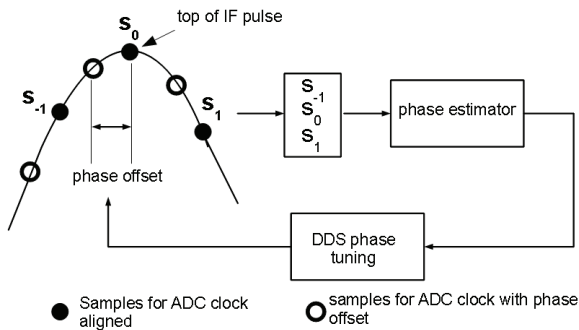 top of IF pulse
S0
S-1
S1
phase offset
S-1
S0
S1
phase estimator
DDS phase
tuning
Samples for ADC clock
aligned
samples for ADC clock with phase
offset